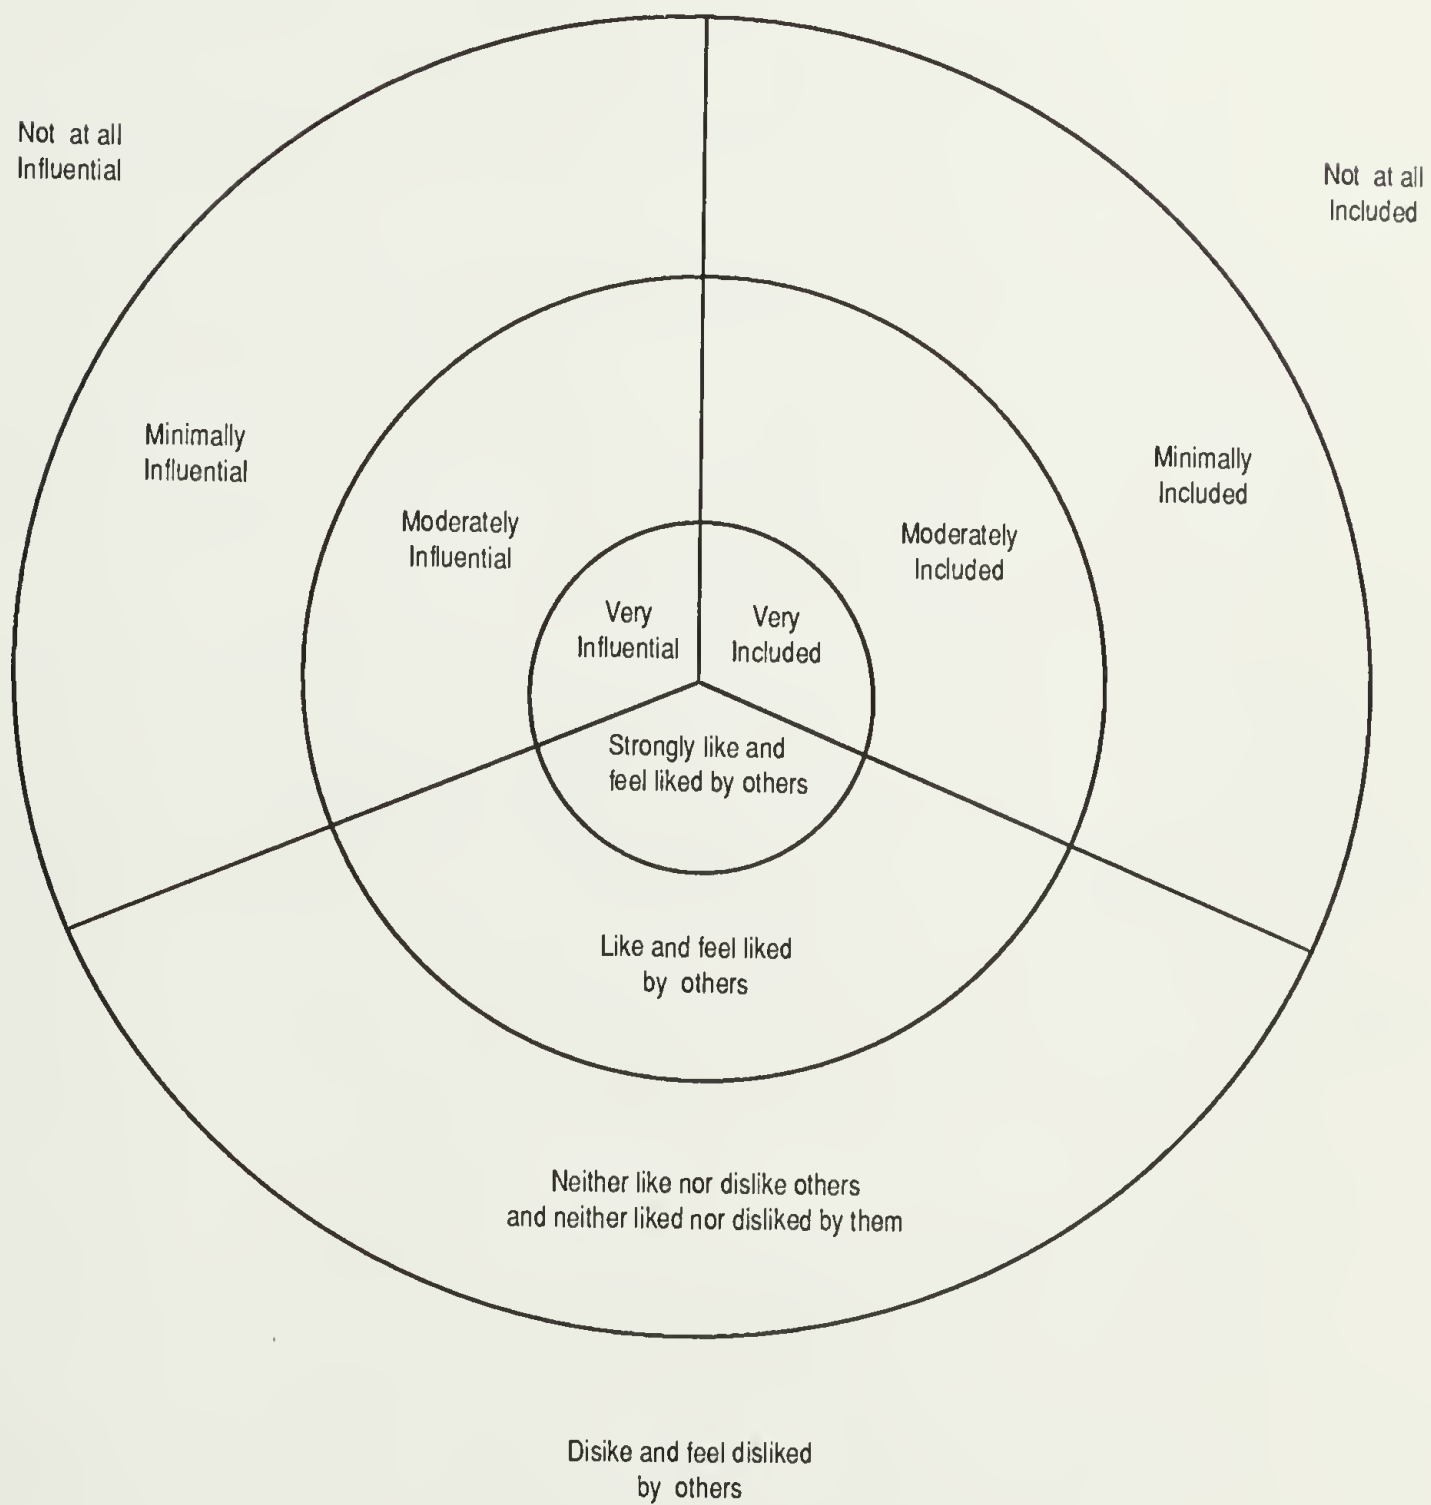 Not at all
Influential
Not at all
Included
Minimally
Influential
Minimally
Included
Moderately
Influential
Moderately
Included
Very
Influential
Very
Included
Strongly like and
feel liked by others
Like and feel liked
by others
Neither like nor dislike others
and neither liked nor disliked by them
Disike and feel disliked
by others